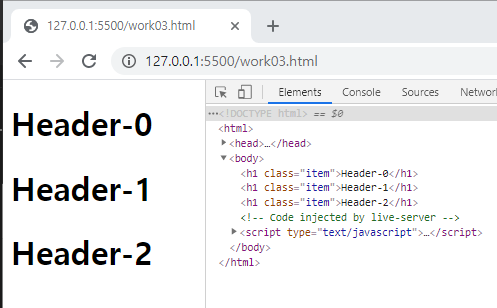 127.0.0.1:5500/work03.html
127.0.0.1:5500/work03.html
Header-0
Header-1
Header-2
Elements Console Sources Network
<!DOCTYPE html> == $0
<html>
<head>…</head>
<body>
<h1 class="item">Header-0</h1>
<h1 class="item">Header-1</h1>
<h1 class="item">Header-2</h1>
<!-- Code injected by live-server -->
<script type="text/javascript">…</script>
</body>
</html>